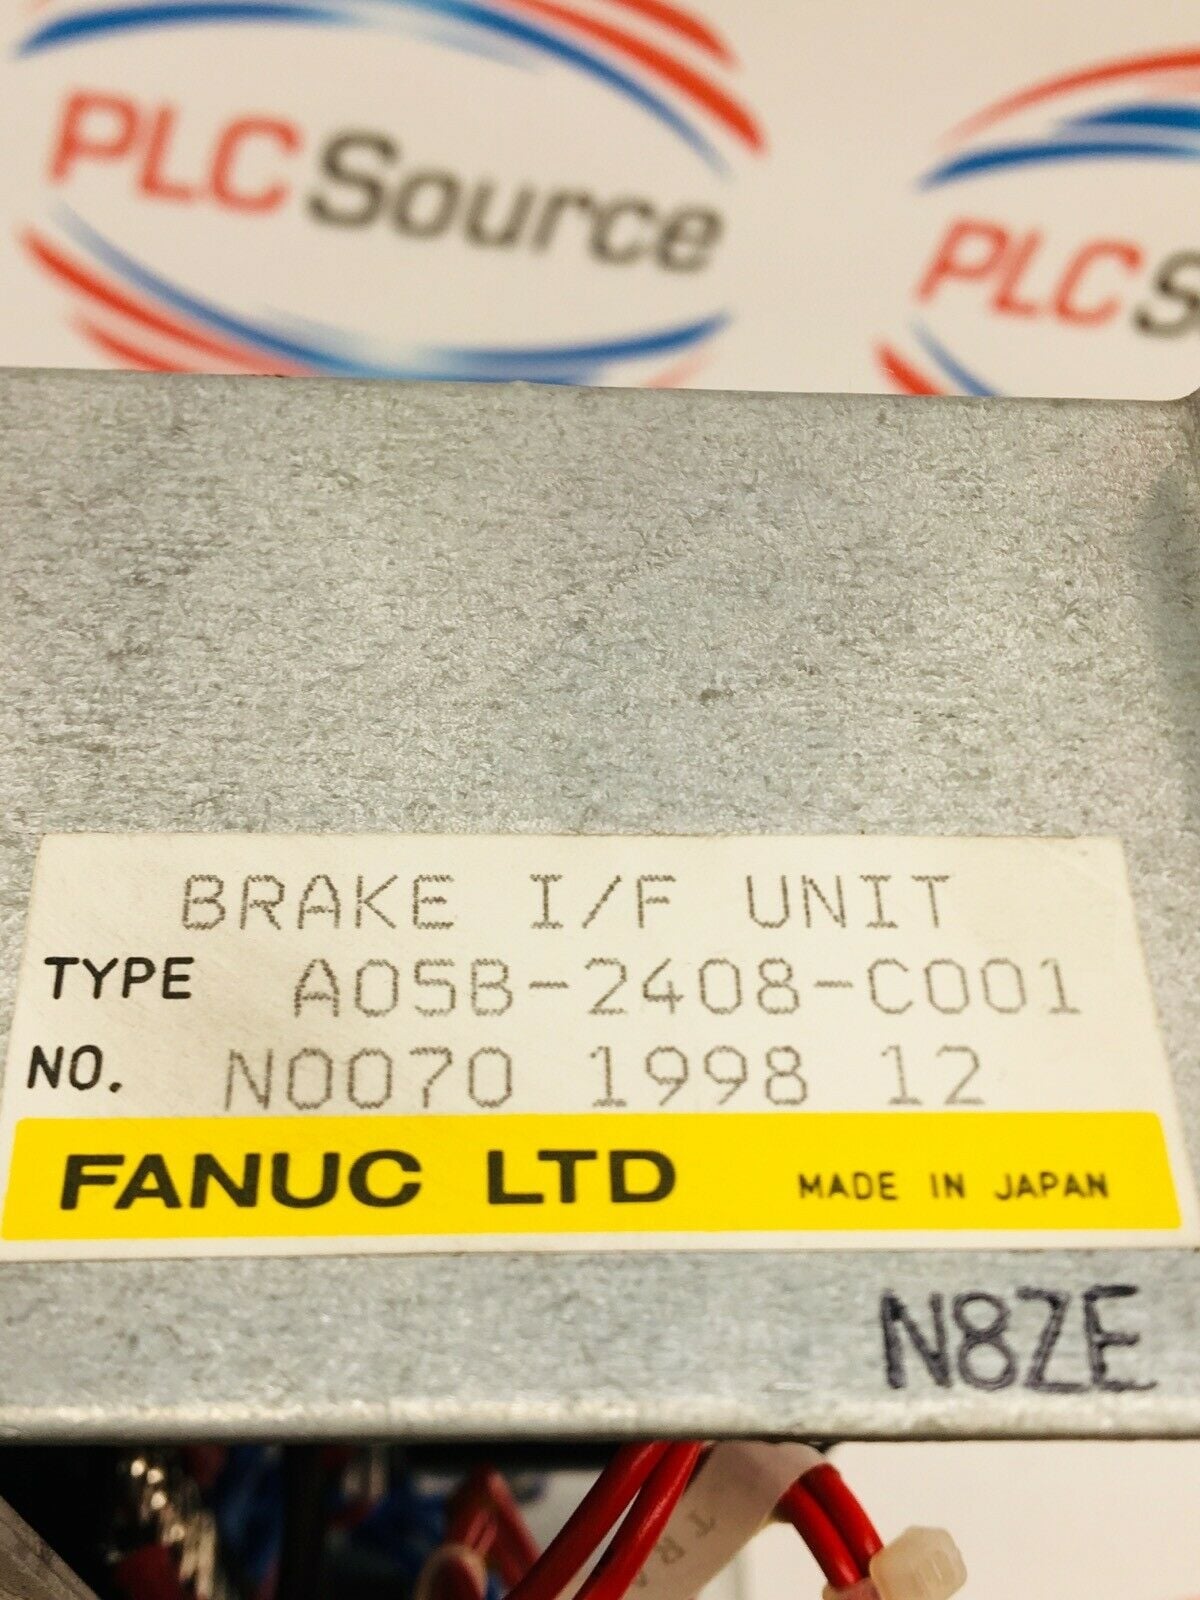 PLC Source
PLC S
BRAKE I/F UNIT
TYPE A05B-2408-C001
NO. N0070 1998 12
FANUC LTD MADE IN JAPAN
N8ZE
T R